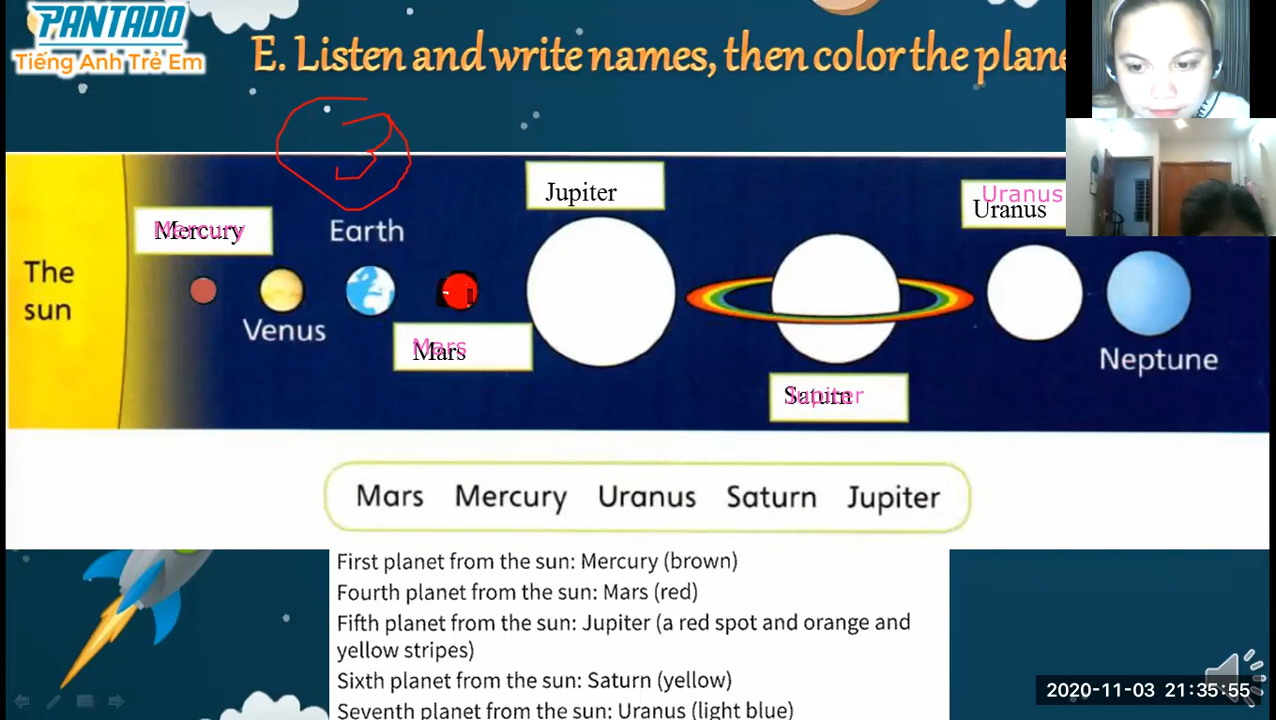 PANTADO
Tiếng Anh Trẻ Em
E. Listen and write names, then color the plane
3
Jupiter
Uranus
Uranus
Mercury
Mercury
Earth
The
sun
Venus
Mars
Mars
Neptune
Saturn
Jupiter
Mars Mercury Uranus Saturn Jupiter
First planet from the sun: Mercury (brown)
Fourth planet from the sun: Mars (red)
Fifth planet from the sun: Jupiter (a red spot and orange and
yellow stripes)
Sixth planet from the sun: Saturn (yellow)
Seventh planet from the sun: Uranus (light blue)
2020-11-03 21:35:55